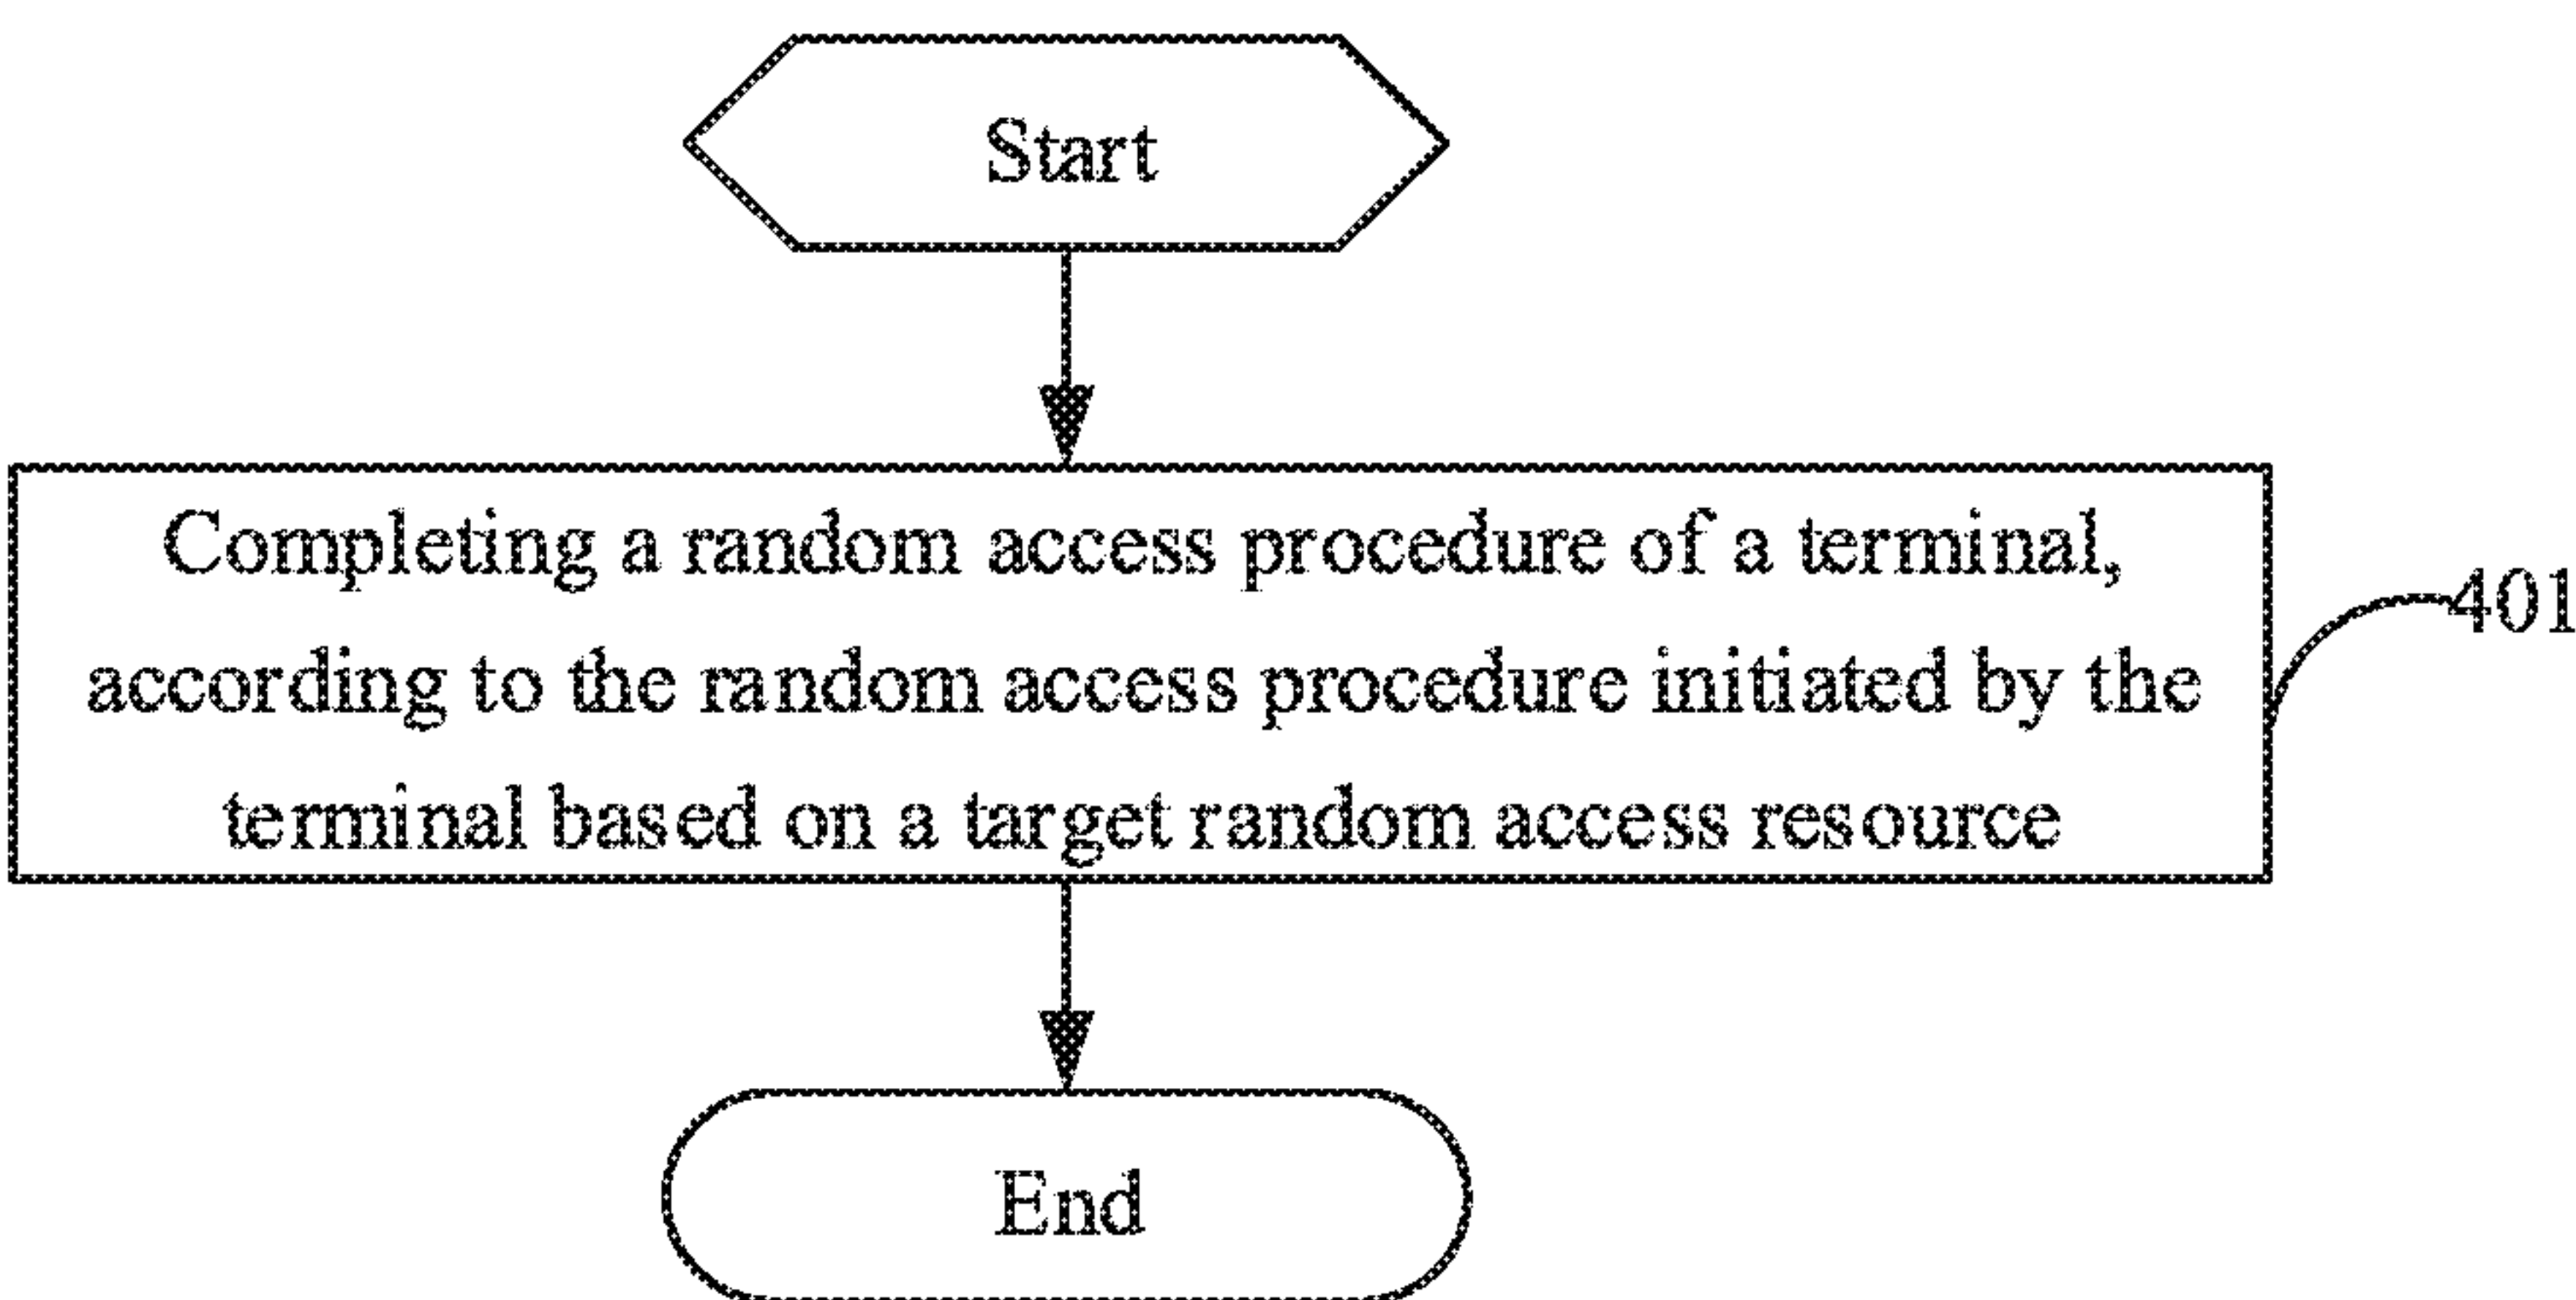 Start
Completing a random access procedure of a terminal,
according to the random access procedure initiated by the
terminal based on a target random access resource
401
End